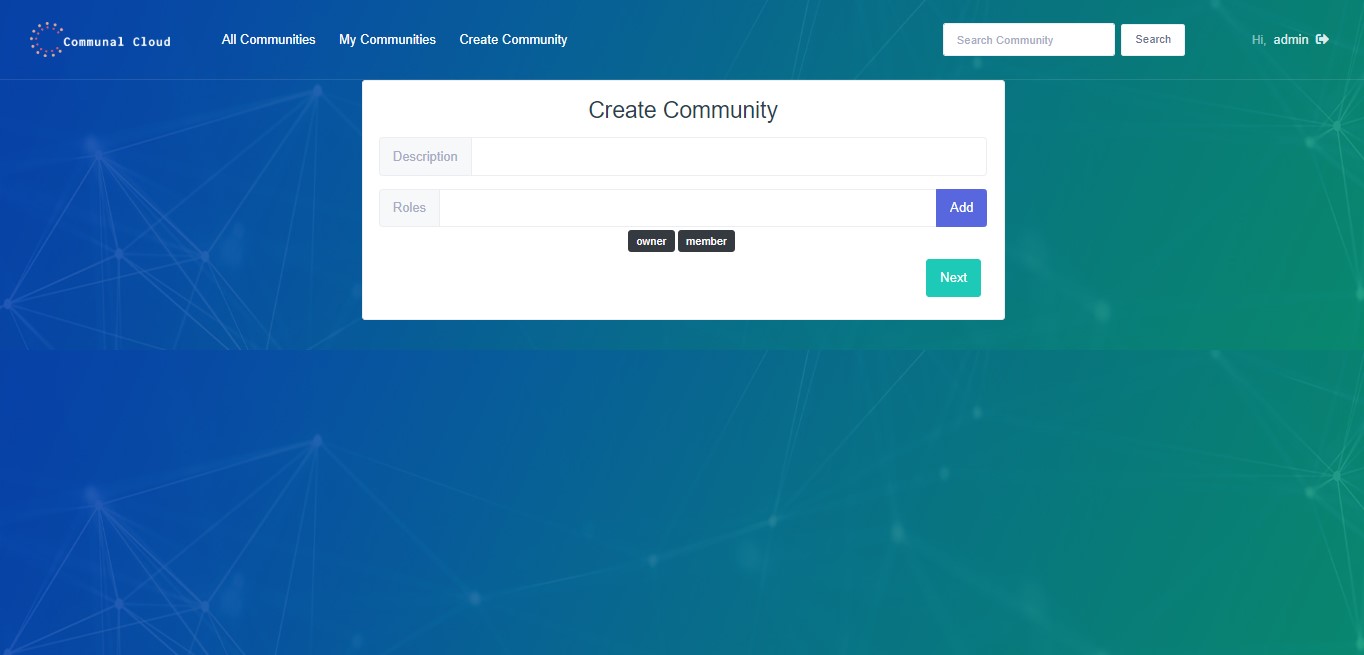 Communal Cloud All Communities My Communities Create Community Search Community Search Hi, admin
Create Community
Description
Roles Add
owner member
Next